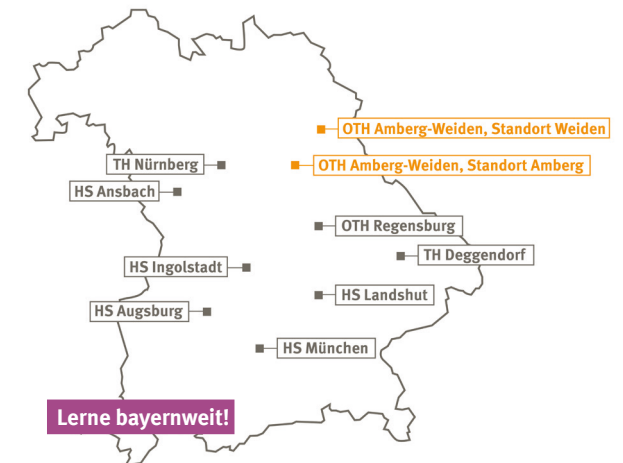 OTH Amberg-Weiden, Standort Weiden
TH Nürnberg
OTH Amberg-Weiden, Standort Amberg
HS Ansbach
OTH Regensburg
TH Deggendorf
HS Ingolstadt
HS Landshut
HS Augsburg
HS München
Lerne bayernweit!